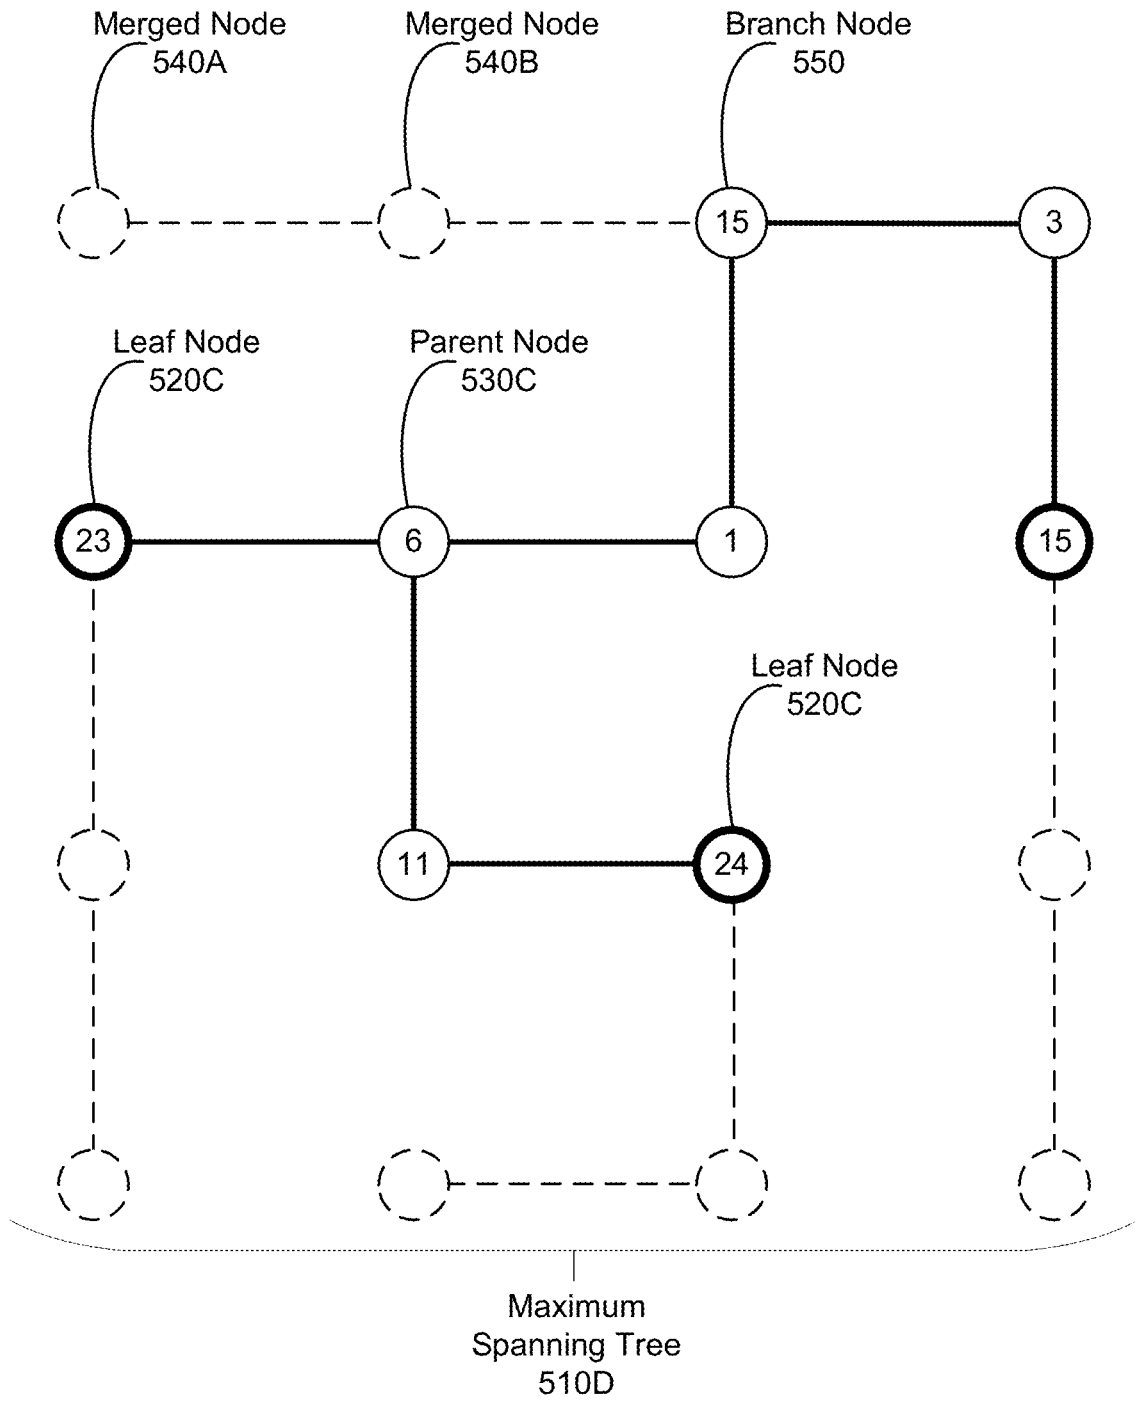 Merged Node
540A
Merged Node
540B
Branch Node
550
15
3
Leaf Node
520C
Parent Node
530C
23
6
1
15
Leaf Node
520C
11
24
Maximum
Spanning Tree
510D